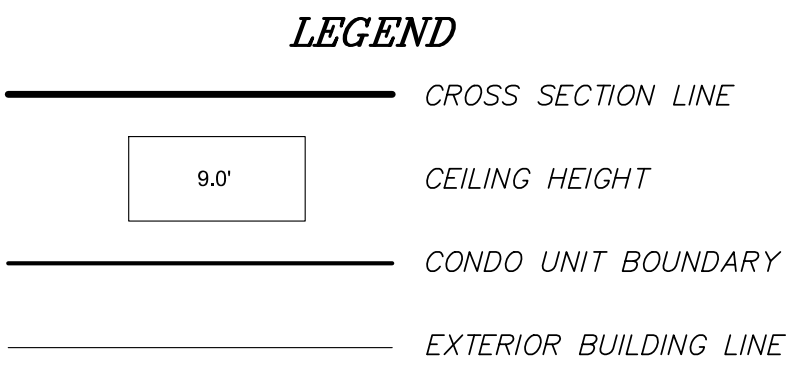 LEGEND
CROSS SECTION LINE
9.0' CEILING HEIGHT
CONDO UNIT BOUNDARY
EXTERIOR BUILDING LINE